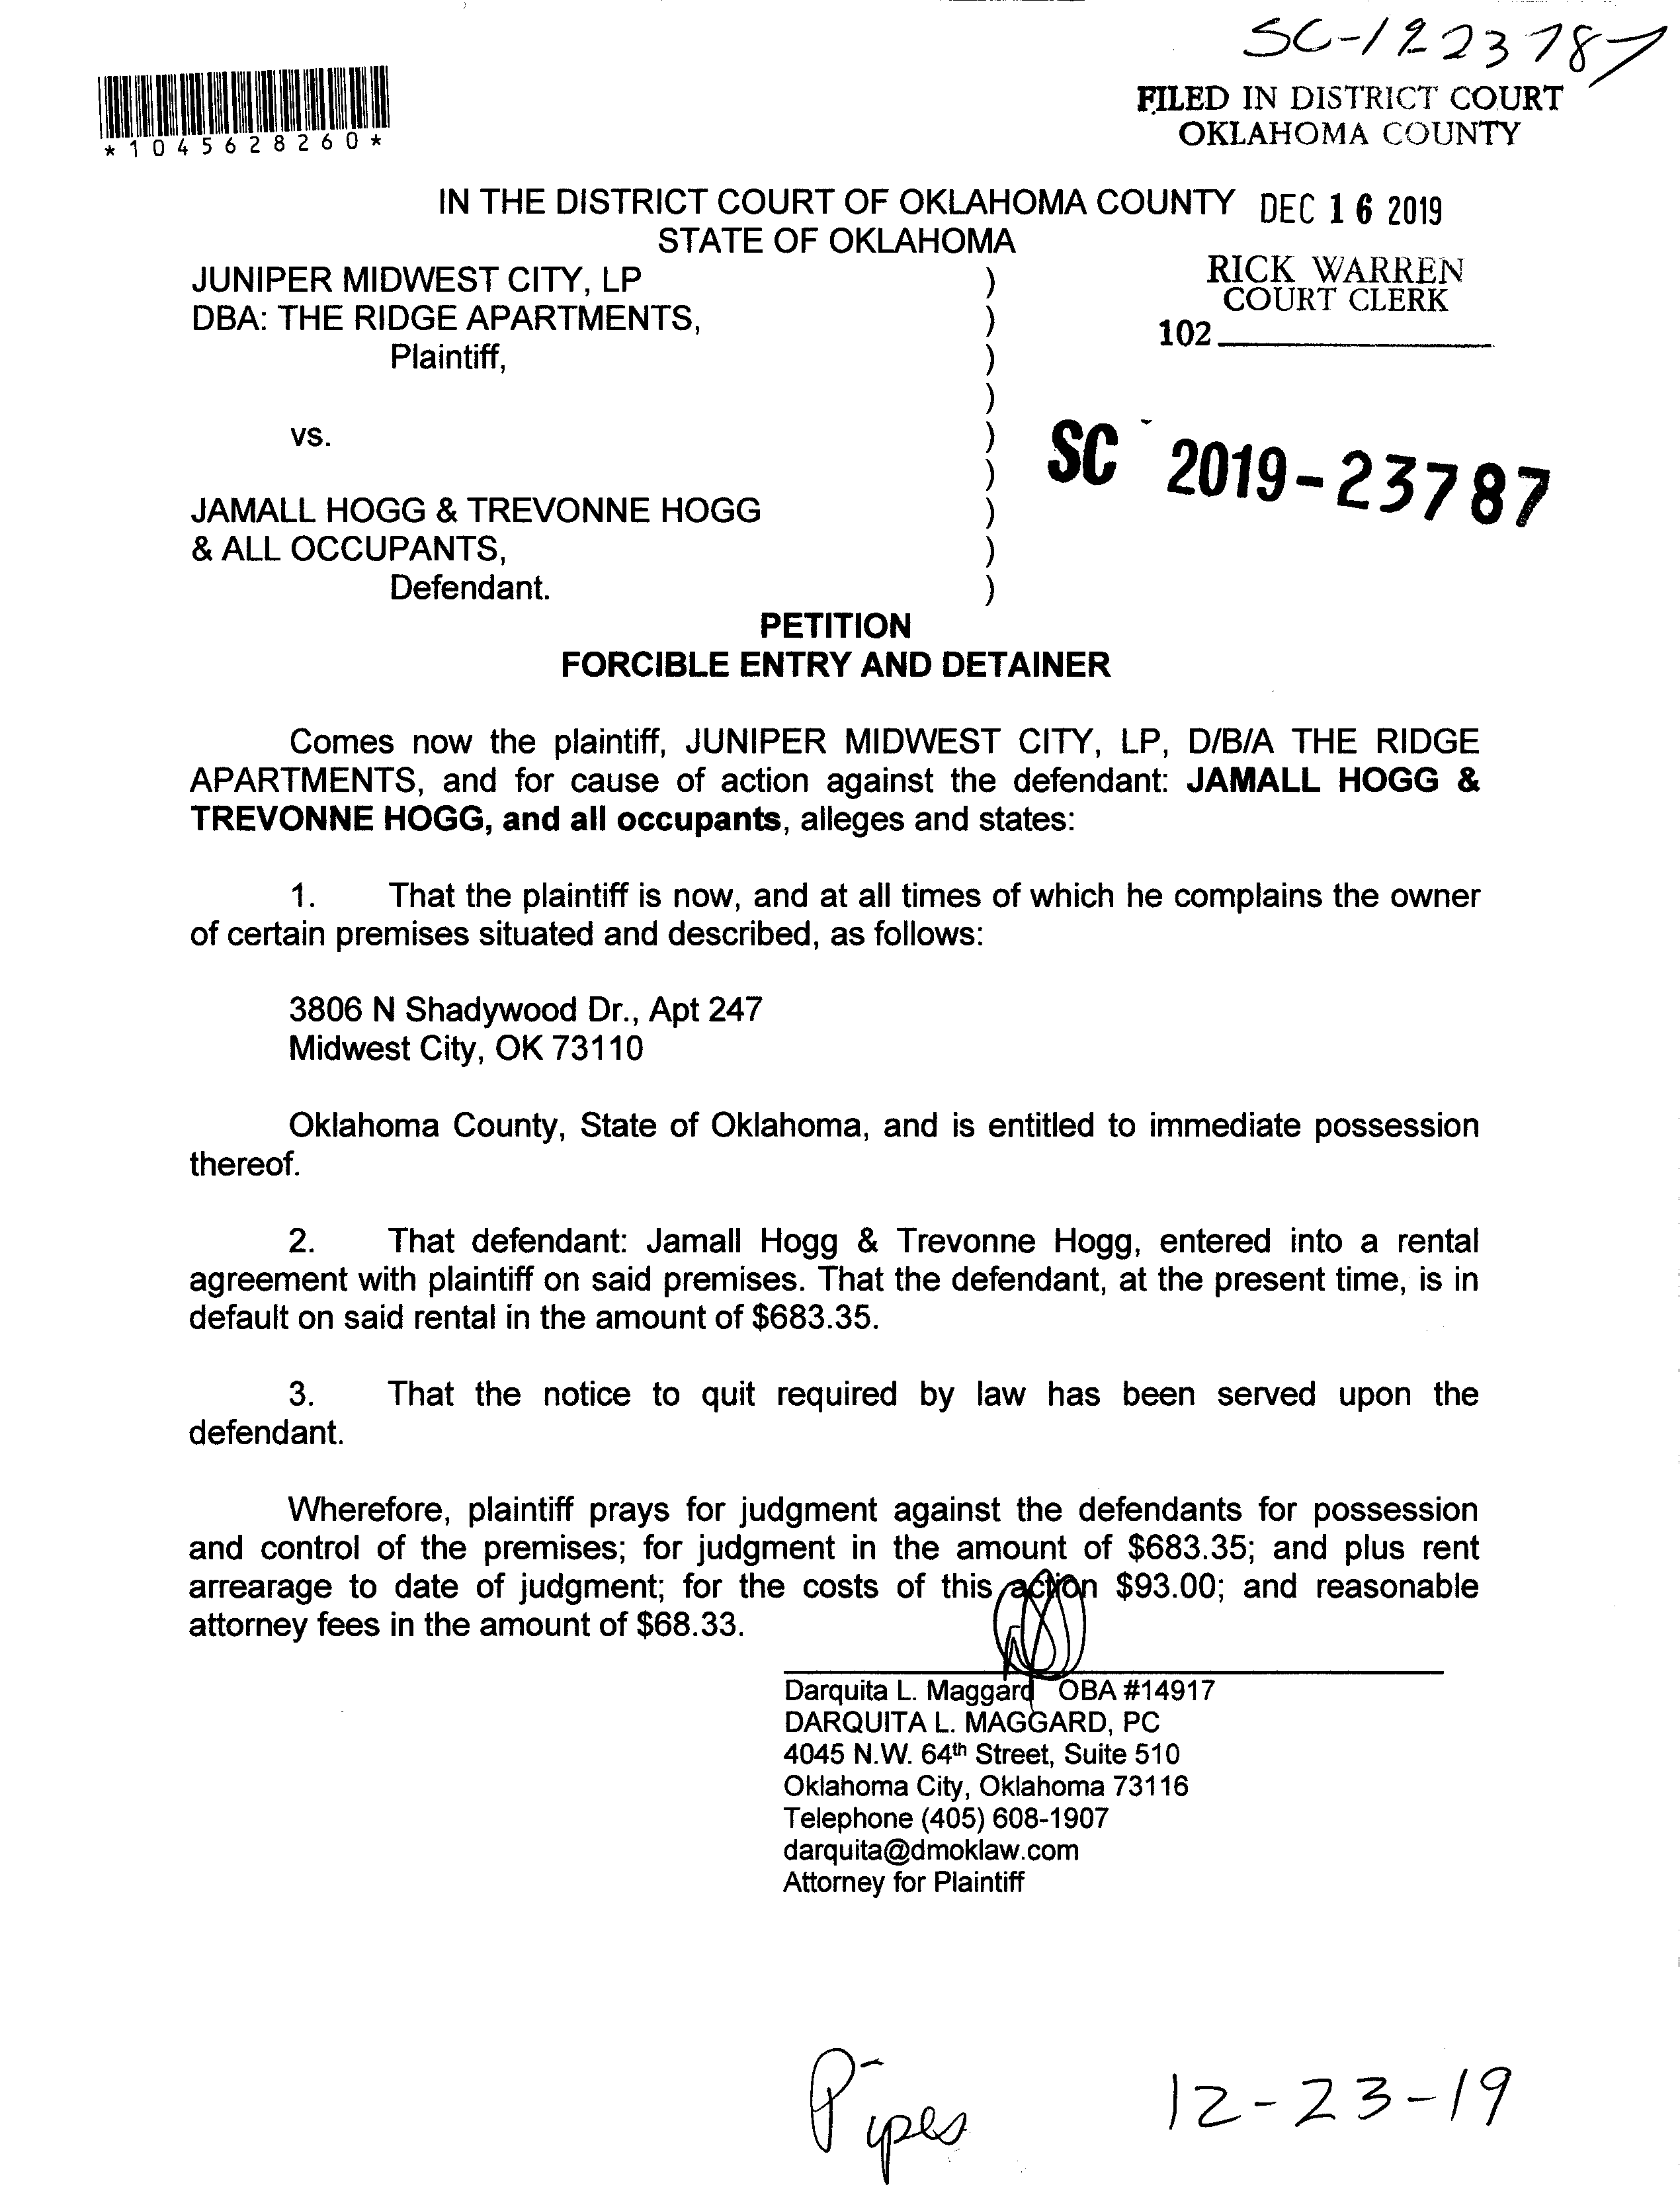 SC-1223787
FILED IN DISTRICT COURT
OKLAHOMA COUNTY
*1045628260*
IN THE DISTRICT COURT OF OKLAHOMA COUNTY DEC 16 2019
STATE OF OKLAHOMA
JUNIPER MIDWEST CITY, LP )
RICK WARREN
COURT CLERK
DBA: THE RIDGE APARTMENTS, )
102
Plaintiff, )
)
vs. )
SC 2019-23787
)
JAMALL HOGG & TREVONNE HOGG )
& ALL OCCUPANTS, )
Defendant. )
PETITION
FORCIBLE ENTRY AND DETAINER
Comes now the plaintiff, JUNIPER MIDWEST CITY, LP, D/B/A THE RIDGE
APARTMENTS, and for cause of action against the defendant: JAMALL HOGG &
TREVONNE HOGG, and all occupants, alleges and states:
1. That the plaintiff is now, and at all times of which he complains the owner
of certain premises situated and described, as follows:
3806 N Shadywood Dr., Apt 247
Midwest City, OK 73110
Oklahoma County, State of Oklahoma, and is entitled to immediate possession
thereof.
2. That defendant: Jamall Hogg & Trevonne Hogg, entered into a rental
agreement with plaintiff on said premises. That the defendant, at the present time, is in
default on said rental in the amount of $683.35.
3. That the notice to quit required by law has been served upon the
defendant.
Wherefore, plaintiff prays for judgment against the defendants for possession
and control of the premises; for judgment in the amount of $683.35; and plus rent
arrearage to date of judgment; for the costs of this action $93.00; and reasonable
attorney fees in the amount of $68.33.
Darquita L. Maggard OBA #14917
DARQUITA L. MAGGARD, PC
4045 N.W. 64th Street, Suite 510
Oklahoma City, Oklahoma 73116
Telephone (405) 608-1907
darquita@dmoklaw.com
Attorney for Plaintiff
Pipes 12-23-19